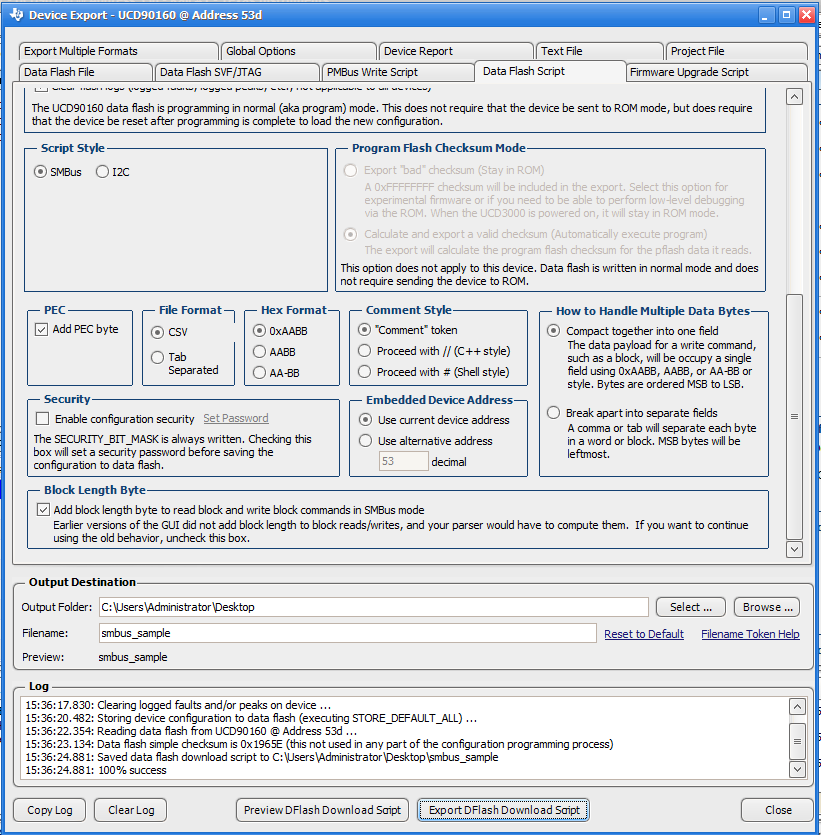 Device Export - UCD90160 @ Address 53d
Export Multiple Formats
Global Options
Device Report
Text File
Project File
Data Flash File
Data Flash SVF/JTAG
PMBus Write Script
Data Flash Script
Firmware Upgrade Script
Clear flash logs (logged faults, logged peaks, etc, not applicable to all devices)
The UCD90160 data flash is programming in normal (aka program) mode. This does not require that the device be sent to ROM mode, but does require
that the device be reset after programming is complete to load the new configuration.
Script Style
SMBus
I2C
Program Flash Checksum Mode
Export "bad" checksum (Stay in ROM)
A 0xFFFFFFFF checksum will be included in the export. Select this option for
experimental firmware or if you need to be able to perform low-level debugging
via the ROM. When the UCD3000 is powered on, it will stay in ROM mode.
Calculate and export a valid checksum (Automatically execute program)
The export will calculate the program flash checksum for the pflash data it reads.
This option does not apply to this device. Data flash is written in normal mode and does
not require sending the device to ROM.
PEC
Add PEC byte
File Format
CSV
Tab
Separated
Hex Format
0xAABB
AABB
AA-BB
Comment Style
"Comment" token
Proceed with // (C++ style)
Proceed with # (Shell style)
How to Handle Multiple Data Bytes
Compact together into one field
The data payload for a write command,
such as a block, will be occupy a single
field using 0xAABB, AABB, or AA-BB or
style. Bytes are ordered MSB to LSB.
Break apart into separate fields
A comma or tab will separate each byte
in a word or block. MSB bytes will be
leftmost.
Security
Enable configuration security Set Password
The SECURITY_BIT_MASK is always written. Checking this
box will set a security password before saving the
configuration to data flash.
Embedded Device Address
Use current device address
Use alternative address
53 decimal
Block Length Byte
Add block length byte to read block and write block commands in SMBus mode
Earlier versions of the GUI did not add block length to block reads/writes, and your parser would have to compute them. If you want to continue
using the old behavior, uncheck this box.
Output Destination
Output Folder: C:\Users\Administrator\Desktop
Select ...
Browse ...
Filename: smbus_sample
Reset to Default
Filename Token Help
Preview: smbus_sample
Log
15:36:17.830: Clearing logged faults and/or peaks on device ...
15:36:20.482: Storing device configuration to data flash (executing STORE_DEFAULT_ALL) ...
15:36:22.354: Reading data flash from UCD90160 @ Address 53d ...
15:36:23.134: Data flash simple checksum is 0x1965E (this not used in any part of the configuration programming process)
15:36:24.881: Saved data flash download script to C:\Users\Administrator\Desktop\smbus_sample
15:36:24.881: 100% success
Copy Log
Clear Log
Preview DFlash Download Script
Export DFlash Download Script
Close